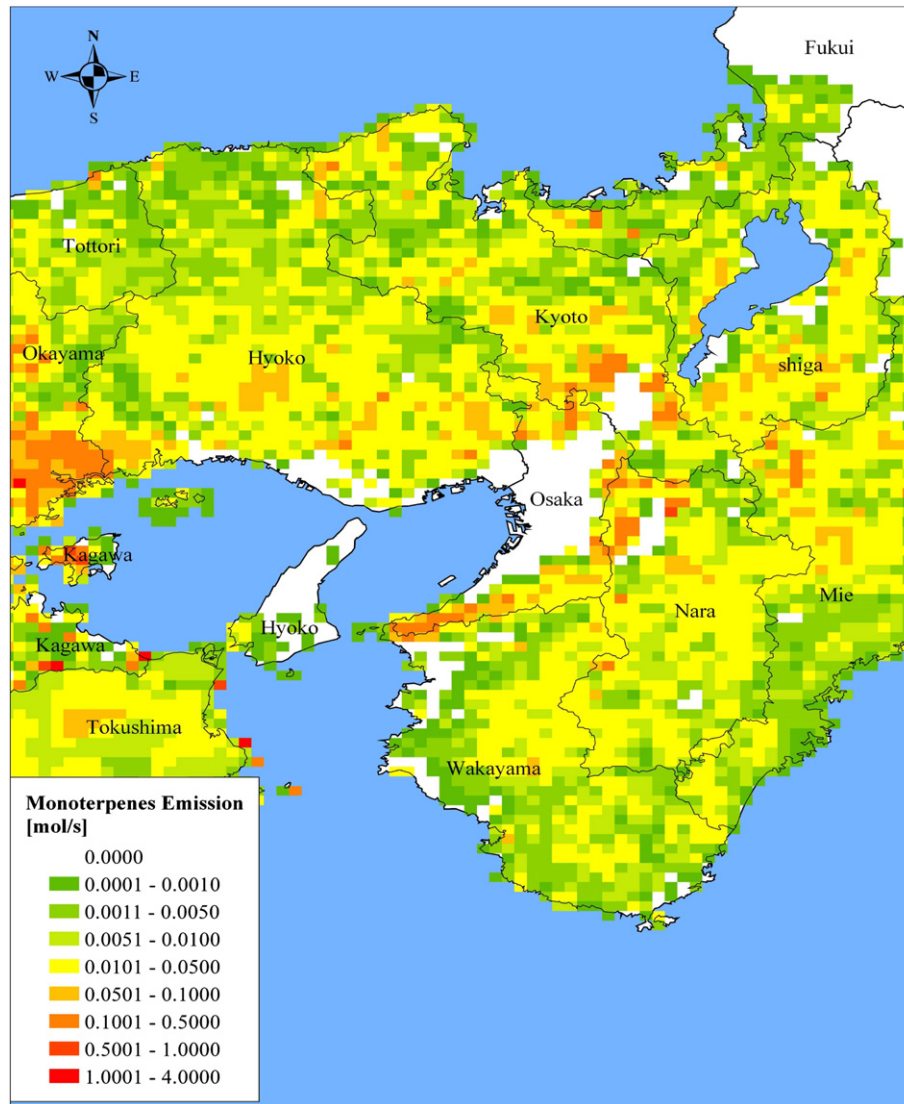 Fukui
N
W E
S
Tottori
Kyoto
Okayama
Hyoko
shiga
Osaka
Kagawa
Mie
Nara
Hyoko
Kagawa
Tokushima
Wakayama
Monoterpenes Emission
[mol/s]
0.0000
0.0001 - 0.0010
0.0011 - 0.0050
0.0051 - 0.0100
0.0101 - 0.0500
0.0501 - 0.1000
0.1001 - 0.5000
0.5001 - 1.0000
1.0001 - 4.0000